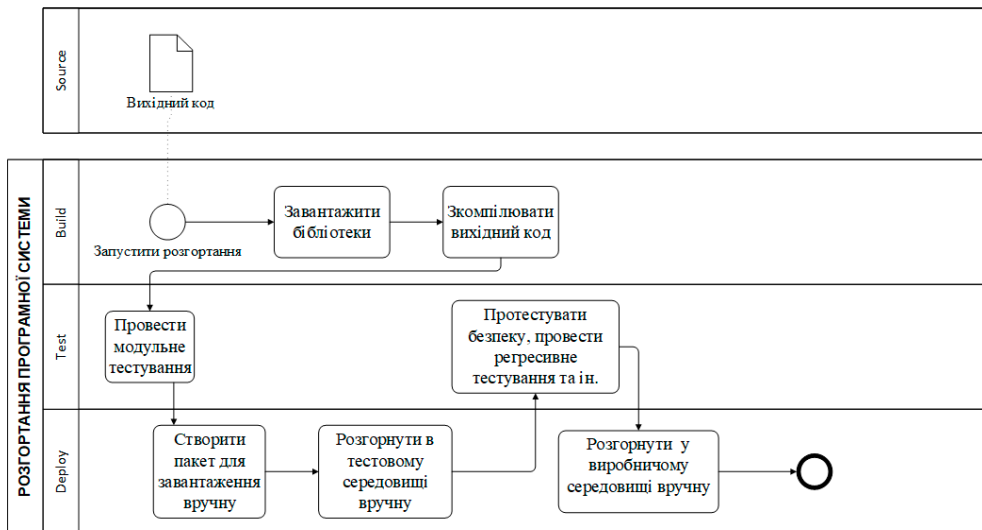 Source
Вихідний код
РОЗГОРТАННЯ ПРОГРАМНОЇ СИСТЕМИ
Build
Запустити розгортання
Завантажити
бібліотеки
Зкомпілювати
вихідний код
Test
Провести
модульне
тестування
Протестувати
безпеку, провести
регресивне
тестування та ін.
Deploy
Створити
пакет для
завантаження
вручну
Розгорнути в
тестовому
середовищі
вручну
Розгорнути у
виробничому
середовищі вручну